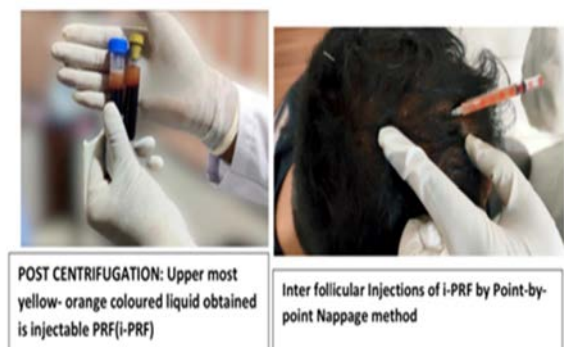 POST CENTRIFUGATION: Upper most
yellow- orange coloured liquid obtained
is injectable PRF(i-PRF)
Inter follicular Injections of i-PRF by Point-by-
point Nappage method